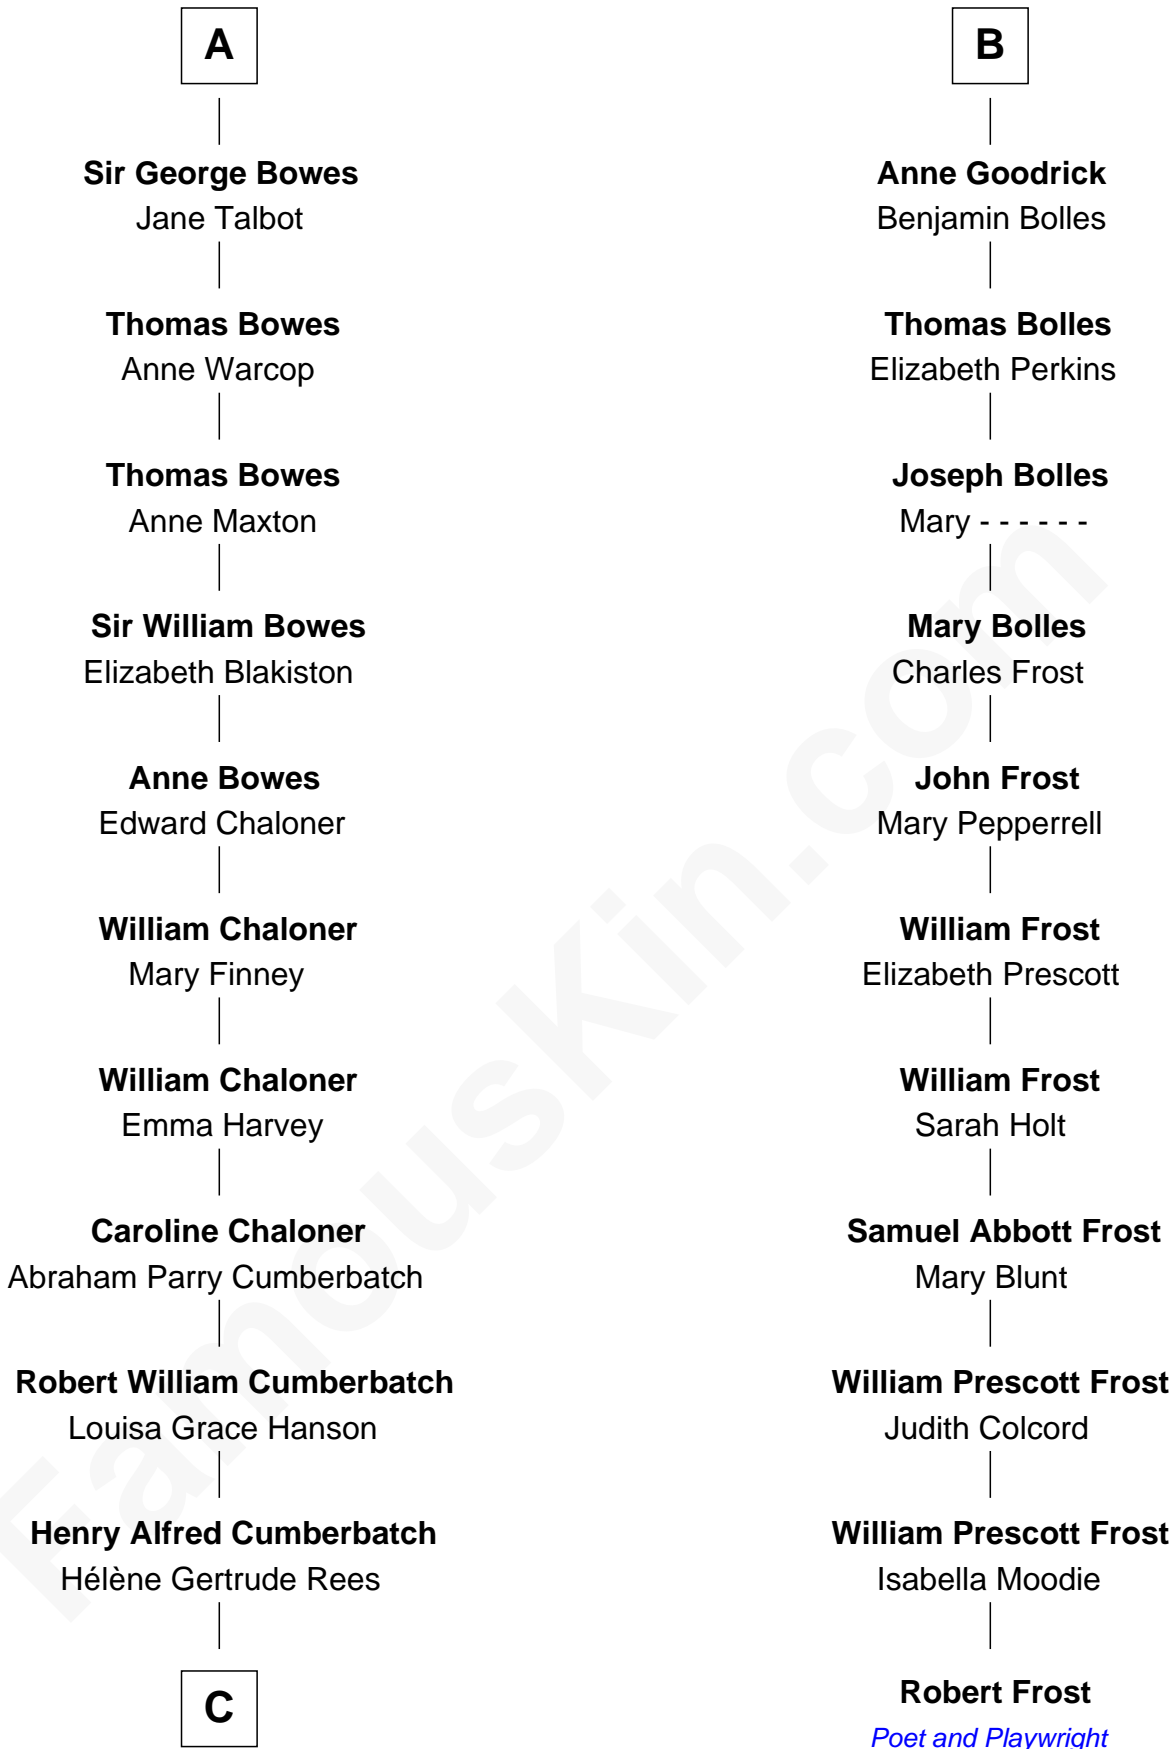 A
Sir George Bowes
Jane Talbot
Thomas Bowes
Anne Warcop
Thomas Bowes
Anne Maxton
Sir William Bowes
Elizabeth Blakiston
Anne Bowes
Edward Chaloner
William Chaloner
Mary Finney
William Chaloner
Emma Harvey
Caroline Chaloner
Abraham Parry Cumberbatch
Robert William Cumberbatch
Louisa Grace Hanson
Henry Alfred Cumberbatch
Hélène Gertrude Rees
C
B
Anne Goodrick
Benjamin Bolles
Thomas Bolles
Elizabeth Perkins
Joseph Bolles
Mary - - - - - -
Mary Bolles
Charles Frost
John Frost
Mary Pepperrell
William Frost
Elizabeth Prescott
William Frost
Sarah Holt
Samuel Abbott Frost
Mary Blunt
William Prescott Frost
Judith Colcord
William Prescott Frost
Isabella Moodie
Robert Frost
Poet and Playwright
FamousKin.com